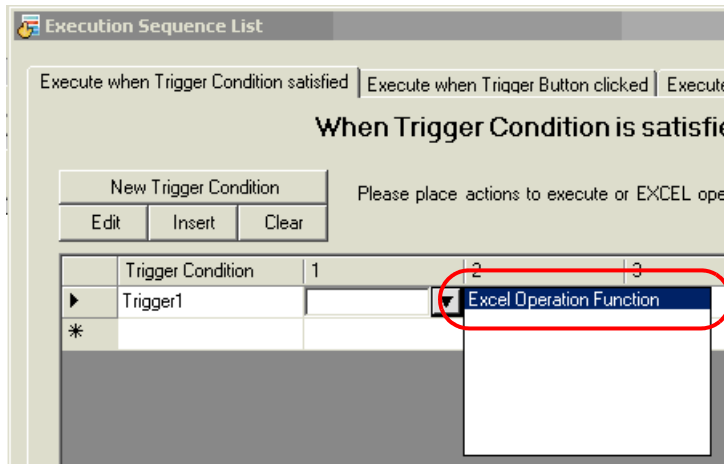 Execution Sequence List
Execute when Trigger Condition satisfied Execute when Trigger Button clicked Execute
When Trigger Condition is
New Trigger Condition
Please place actions to execute or EXCEL
Edit Insert Clear
Trigger Condition 1 2 3
Trigger1 Excel Operation Function